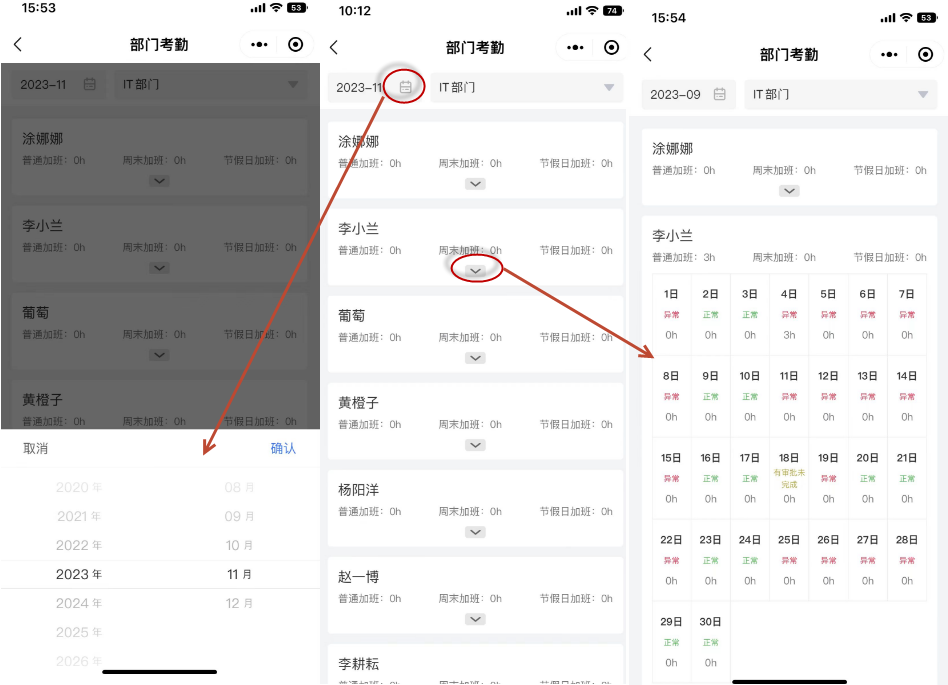 15:53
53
部门考勤
2023-11
IT部门
涂娜娜
普通加班：0h 周末加班：0h 节假日加班：0h
李小兰
普通加班：0h 周末加班：0h 节假日加班：0h
葡萄
普通加班：0h 周末加班：0h 节假日加班：0h
黄橙子
普通加班：0h 周末加班：0h 节假日加班：0h
取消 确认
2020 年 08 月
2021 年 09 月
2022 年 10 月
2023 年 11 月
2024 年 12 月
2025 年
2026 年
10:12
74
部门考勤
2023-11
IT部门
涂娜娜
普通加班：0h 周末加班：0h 节假日加班：0h
李小兰
普通加班：0h 周末加班：0h 节假日加班：0h
葡萄
普通加班：0h 周末加班：0h 节假日加班：0h
黄橙子
普通加班：0h 周末加班：0h 节假日加班：0h
杨阳洋
普通加班：0h 周末加班：0h 节假日加班：0h
赵一博
普通加班：0h 周末加班：0h 节假日加班：0h
李耕耘
普通加班：0h 周末加班：0h 节假日加班：0h
15:54
53
部门考勤
2023-09
IT部门
涂娜娜
普通加班：0h 周末加班：0h 节假日加班：0h
李小兰
普通加班：3h 周末加班：0h 节假日加班：0h
1日 2日 3日 4日 5日 6日 7日
异常 正常 正常 异常 异常 异常 异常
0h 0h 0h 3h 0h 0h 0h
8日 9日 10日 11日 12日 13日 14日
异常 正常 正常 异常 异常 异常 异常
0h 0h 0h 0h 0h 0h 0h
15日 16日 17日 18日 19日 20日 21日
异常 正常 正常 有审批未 异常 正常 正常
完成
0h 0h 0h 0h 0h 0h 0h
22日 23日 24日 25日 26日 27日 28日
异常 正常 正常 异常 异常 异常 异常
0h 0h 0h 0h 0h 0h 0h
29日 30日
正常 正常
0h 0h